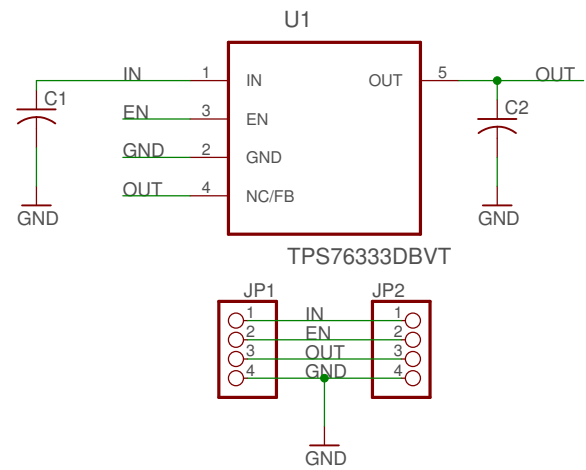 U1
IN 1 IN OUT 5 OUT
C1
C2
EN 3 EN
GND 2 GND
OUT 4 NC/FB
GND
GND
TPS76333DBVT
JP1 JP2
1 IN 1
2 EN 2
3 OUT 3
4 GND 4
GND